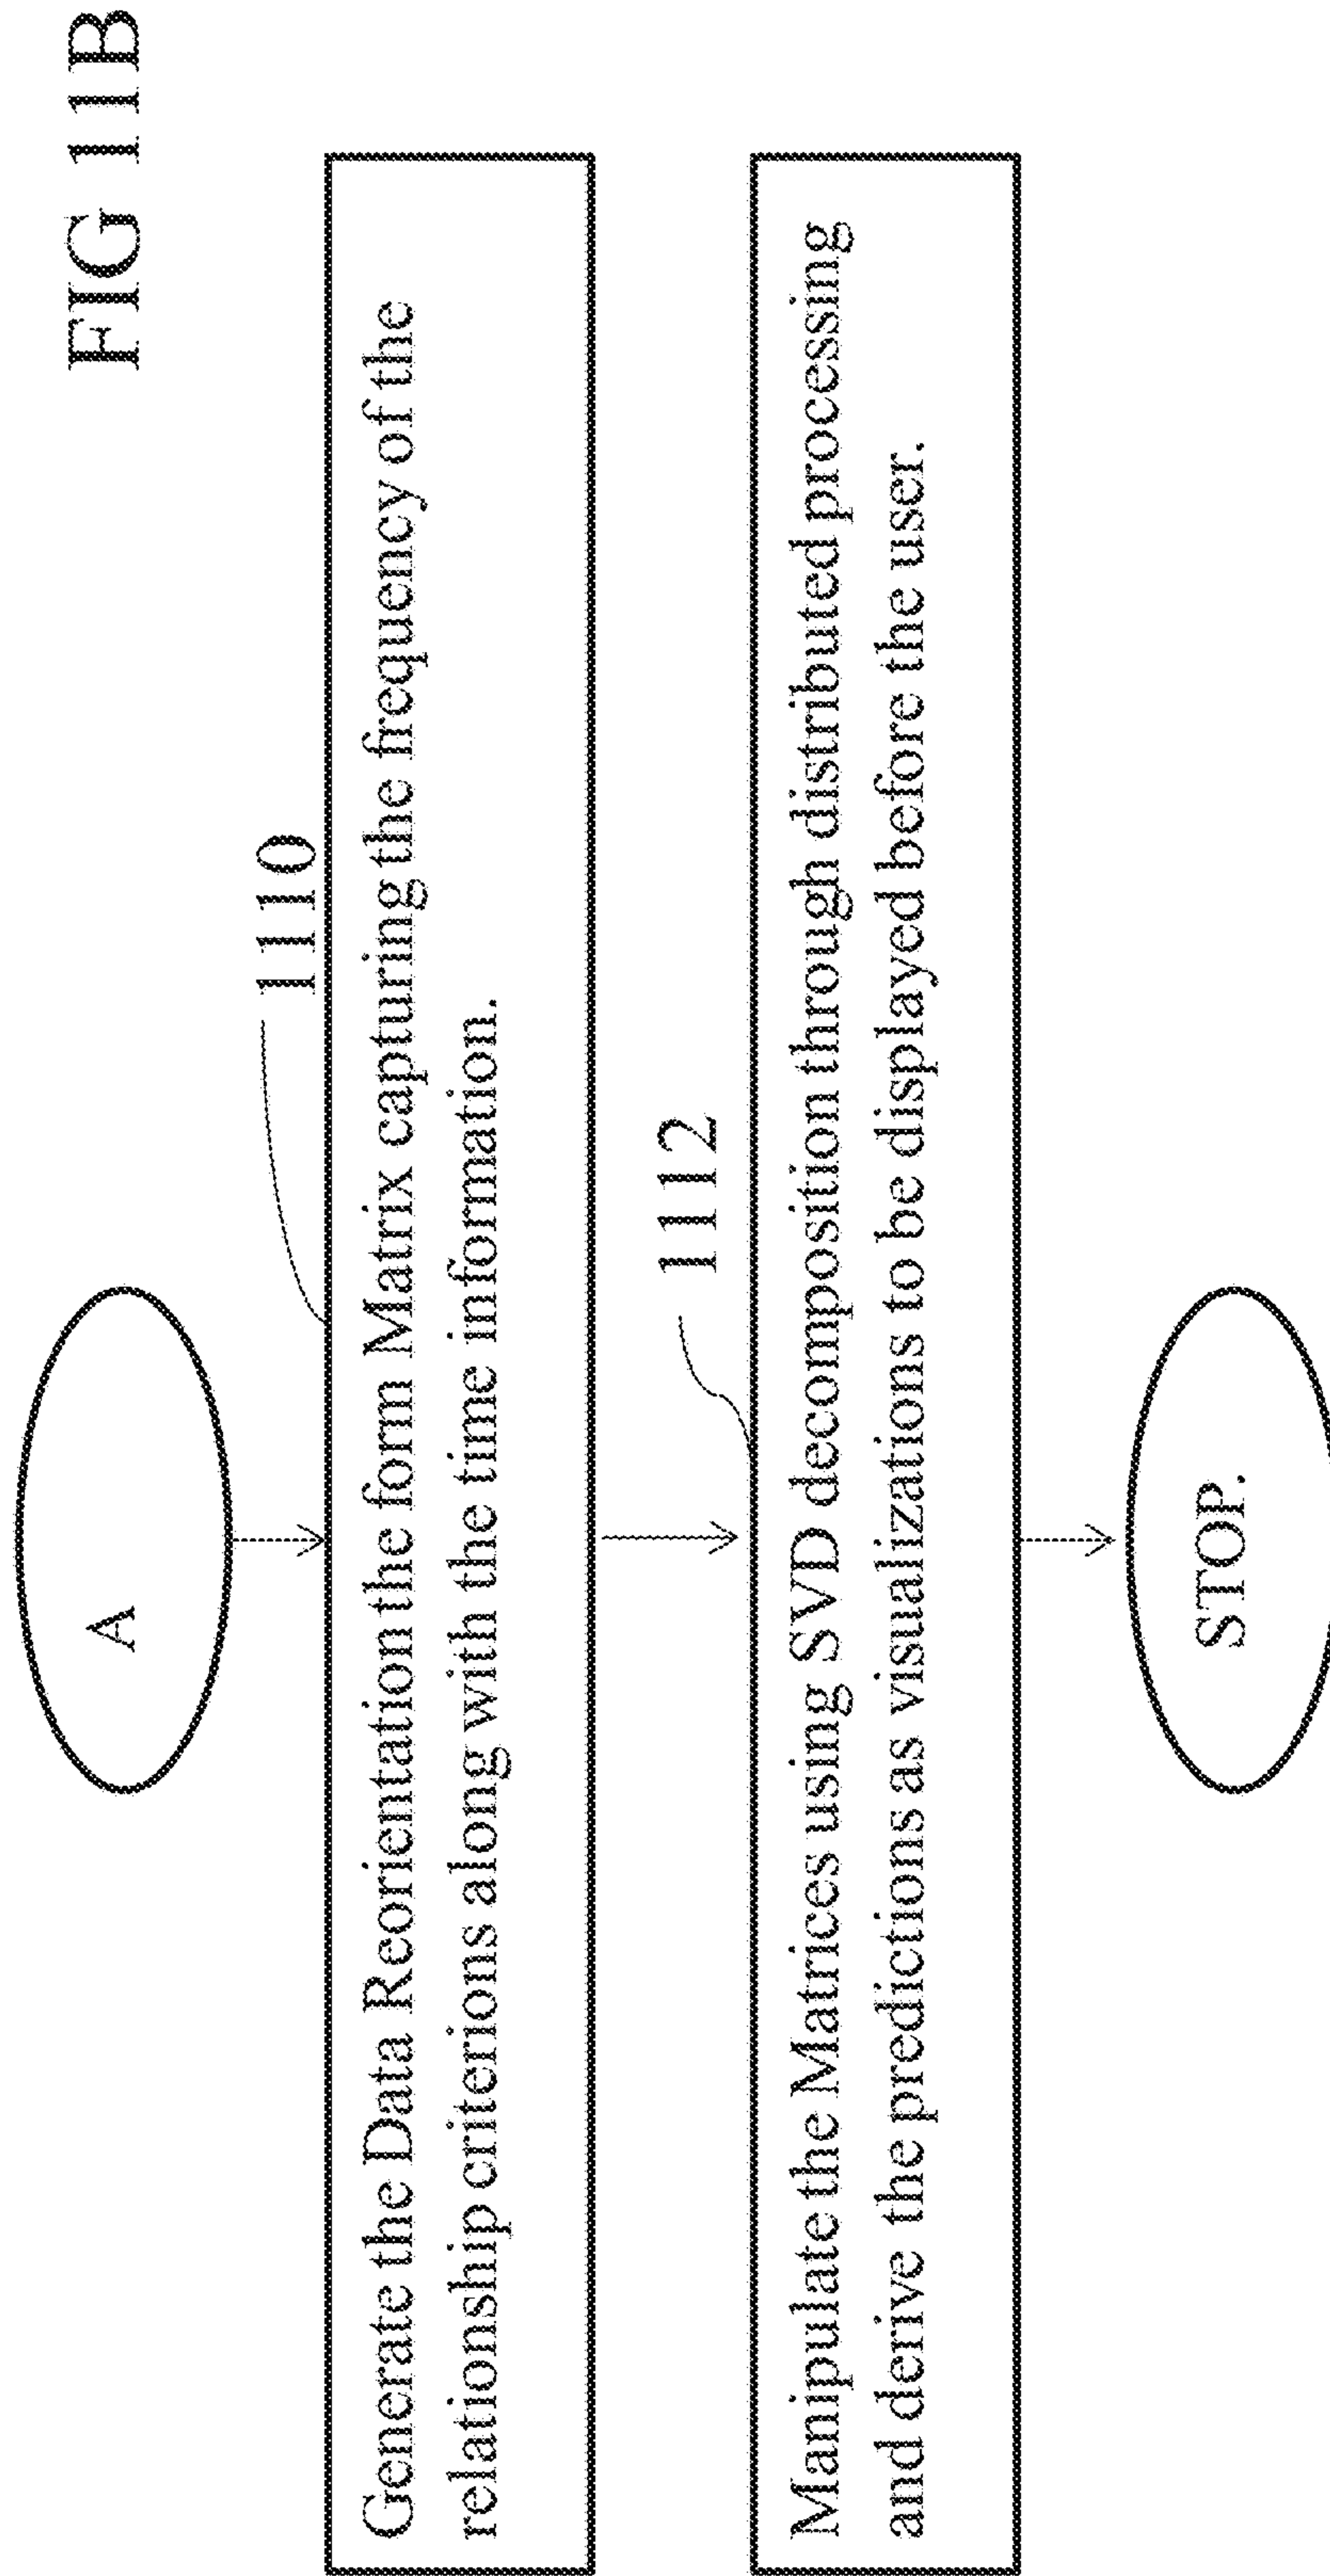 FIG 11B
A
1110
Generate the Data Reorientation the form Matrix capturing the frequency of the
relationship criterions along with the time information.
1112
Manipulate the Matrices using SVD decomposition through distributed processing
and derive the predictions as visualizations to be displayed before the user.
STOP.